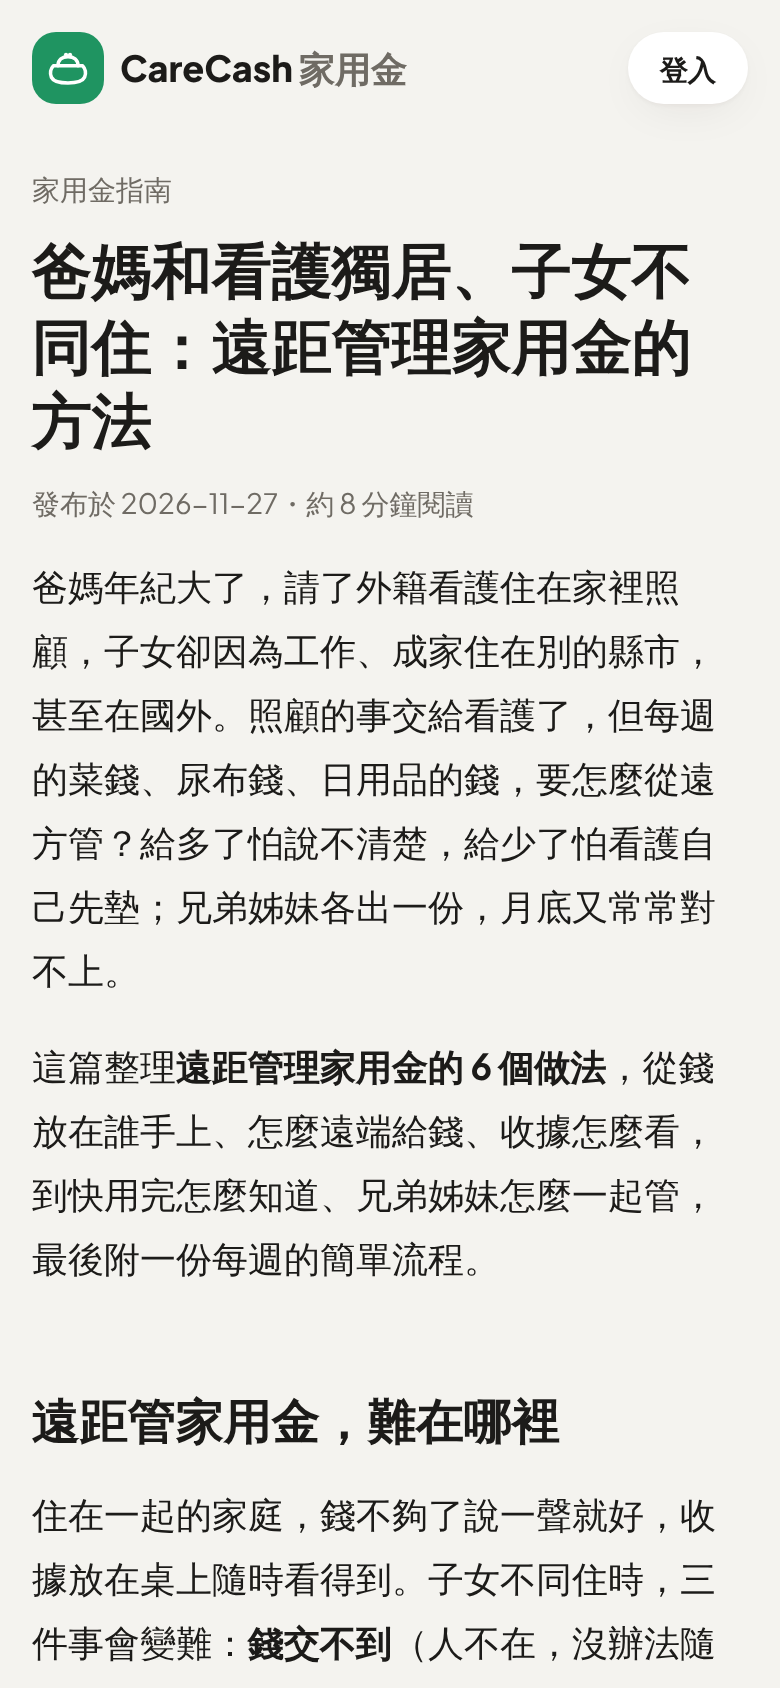 CareCash 家用金
登入
家用金指南
爸媽和看護獨居、子女不
同住：遠距管理家用金的
方法
發布於 2026-11-27・約 8 分鐘閱讀
爸媽年紀大了，請了外籍看護住在家裡照
顧，子女卻因為工作、成家住在別的縣市，
甚至在國外。照顧的事交給看護了，但每週
的菜錢、尿布錢、日用品的錢，要怎麼從遠
方管？給多了怕說不清楚，給少了怕看護自
己先墊；兄弟姊妹各出一份，月底又常常對
不上。
這篇整理遠距管理家用金的 6 個做法，從錢
放在誰手上、怎麼遠端給錢、收據怎麼看，
到快用完怎麼知道、兄弟姊妹怎麼一起管，
最後附一份每週的簡單流程。
遠距管家用金，難在哪裡
住在一起的家庭，錢不夠了說一聲就好，收
據放在桌上隨時看得到。子女不同住時，三
件事會變難：錢交不到（人不在，沒辦法隨